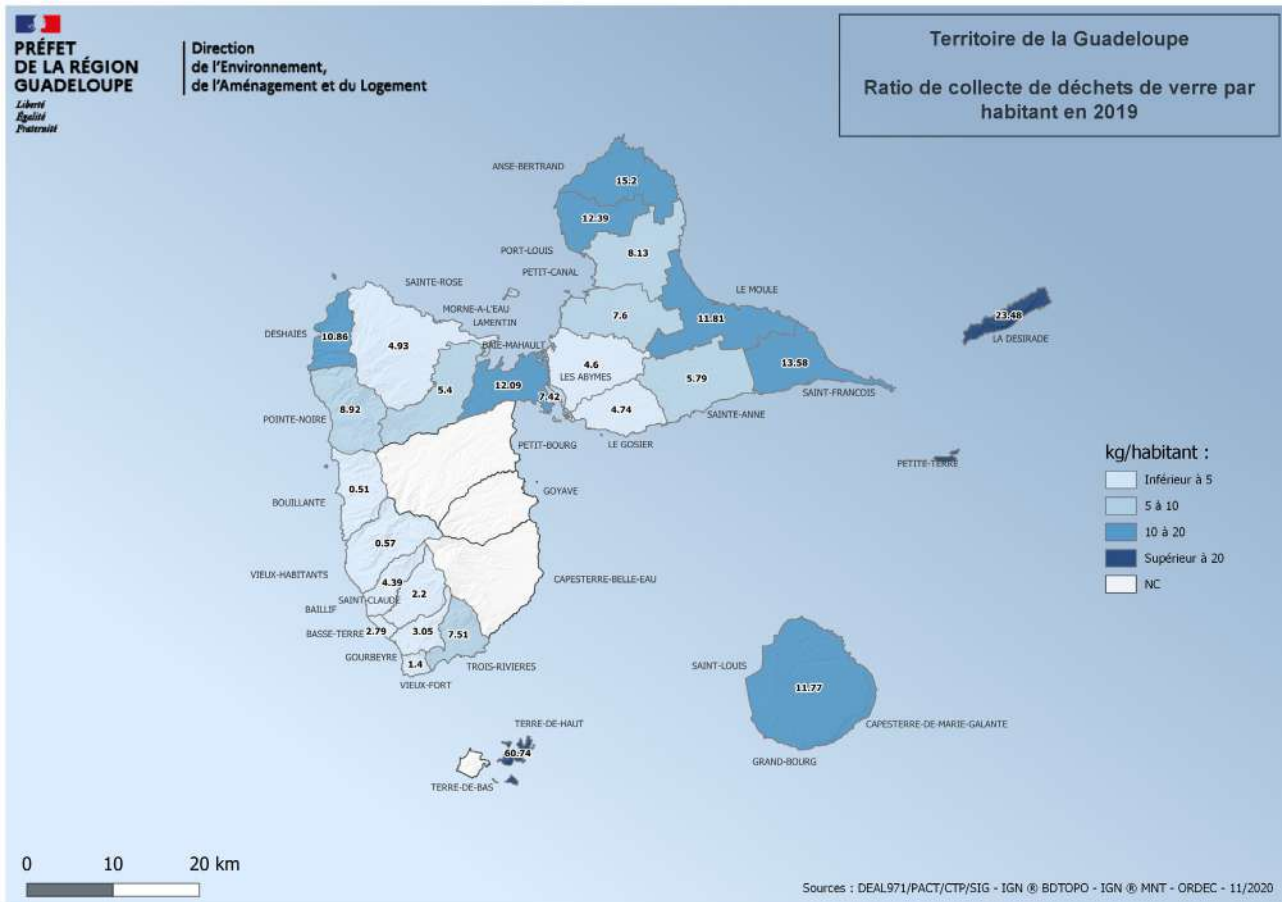 PRÉFET
DE LA RÉGION
GUADELOUPE
Liberté
Égalité
Fraternité
Direction
de l'Environnement,
de l'Aménagement et du Logement
Territoire de la Guadeloupe
Ratio de collecte de déchets de verre par
habitant en 2019
ANSE-BERTRAND
15.2
12.39
PORT-LOUIS
8.13
PETIT-CANAL
SAINTE-ROSE
LE MOULE
MORNE-A-L'EAU
LAMENTIN
7.6
11.81
23.48
DESHAIES
10.86
4.93
BAIE-MAHAULT
LA DESIRADE
4.6
13.58
LES ABYMES
5.79
12.09
5.4
7.42
SAINT-FRANCOIS
8.92
4.74
SAINTE-ANNE
POINTE-NOIRE
PETIT-BOURG
LE GOSIER
PETITE-TERRE
0.51
GOYAVE
BOUILLANTE
0.57
VIEUX-HABITANTS
CAPESTERRE-BELLE-EAU
4.39
2.2
SAINT-CLAUDE
BAILLIF
BASSE-TERRE
2.79
3.05
7.51
GOURBEYRE
1.4
TROIS-RIVIERES
VIEUX-FORT
kg/habitant :
Inférieur à 5
5 à 10
10 à 20
Supérieur à 20
NC
SAINT-LOUIS
11.77
CAPESTERRE-DE-MARIE-GALANTE
GRAND-BOURG
TERRE-DE-HAUT
60.74
TERRE-DE-BAS
0 10 20 km
Sources : DEAL971/PACT/CTP/SIG - IGN ® BDTOPO - IGN ® MNT - ORDEC - 11/2020